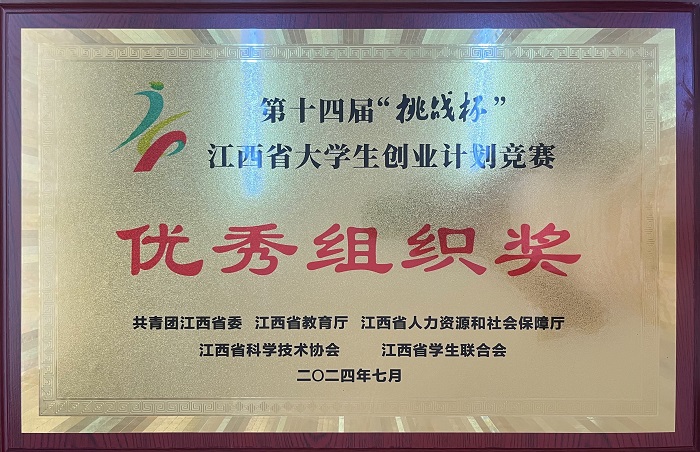 第十四届“挑战杯”
江西省大学生创业计划竞赛
优秀组织奖
共青团江西省委 江西省教育厅 江西省人力资源和社会保障厅
江西省科学技术协会 江西省学生联合会
二〇二四年七月